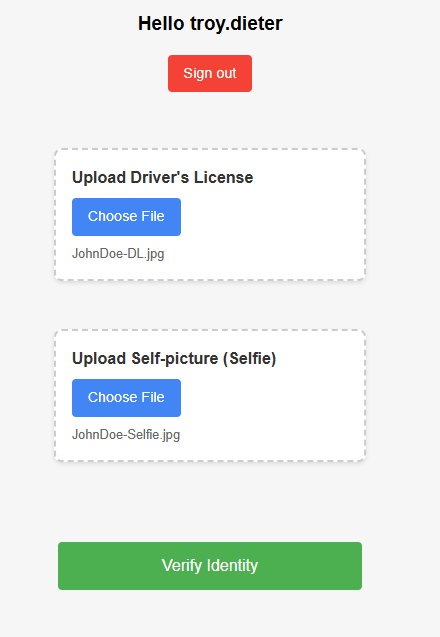 Hello troy.dieter
Sign out
Upload Driver's License
Choose File
JohnDoe-DL.jpg
Upload Self-picture (Selfie)
Choose File
JohnDoe-Selfie.jpg
Verify Identity